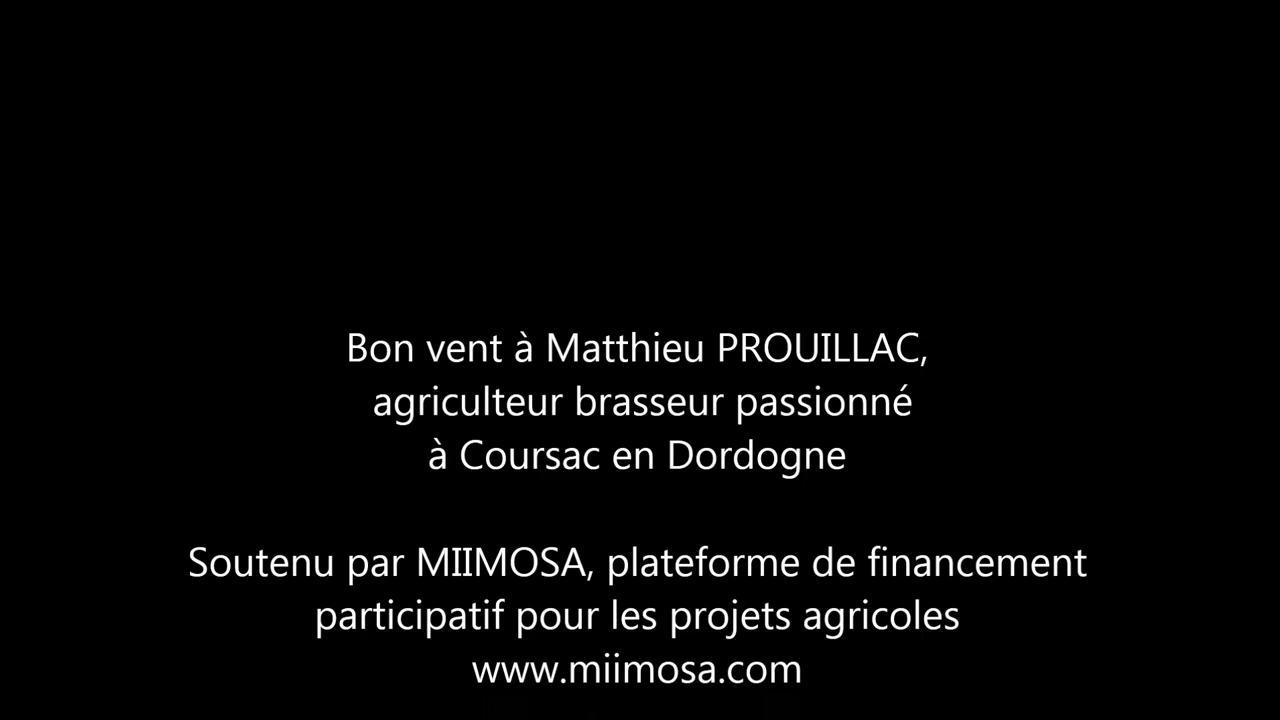 Bon vent à Matthieu PROUILLAC,
agriculteur brasseur passionné
à Coursac en Dordogne
Soutenu par MIIMOSA, plateforme de financement
participatif pour les projets agricoles
www.miimosa.com